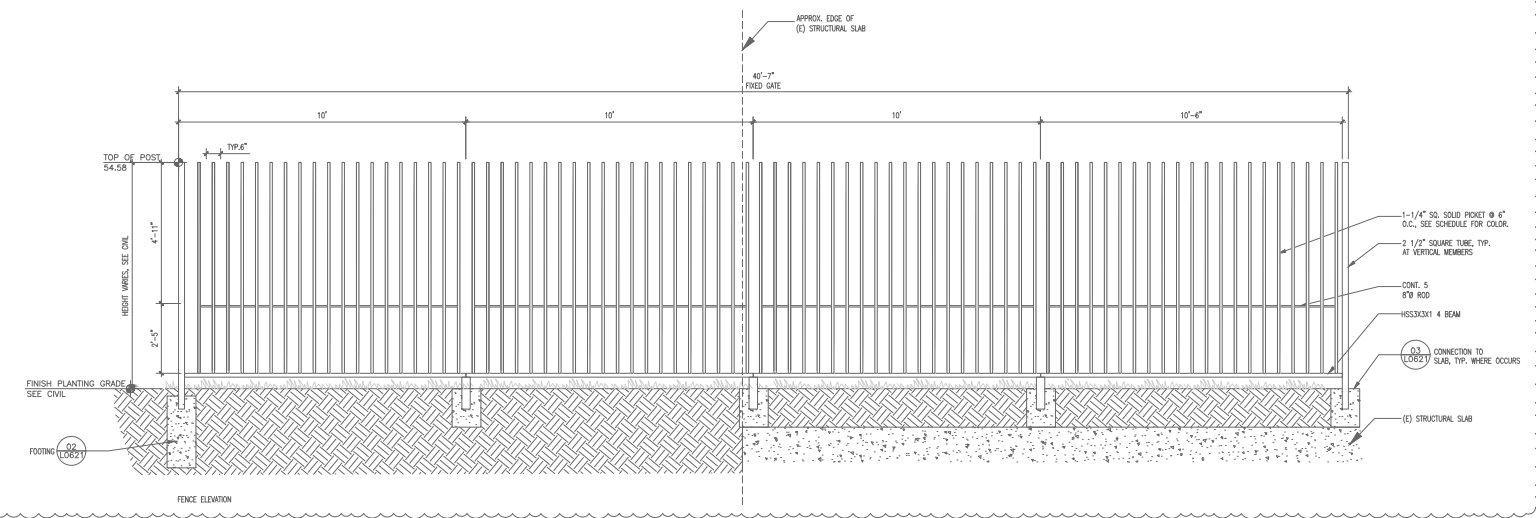 APPROX. EDGE OF
(E) STRUCTURAL SLAB
40'-7"
FIXED GATE
10'
10'
10'
10'-6"
TYP.6"
TOP OF POST
54.58
4'-11"
HEIGHT VARIES, SEE CIVIL
2'-5"
1-1/4" SQ. SOLID PICKET @ 6"
O.C., SEE SCHEDULE FOR COLOR.
2 1/2" SQUARE TUBE, TYP.
AT VERTICAL MEMBERS
CONT. 5
8"Ø ROD
HSS3X3X1 4 BEAM
03
L0621
CONNECTION TO
SLAB, TYP. WHERE OCCURS
FINISH PLANTING GRADE
SEE CIVIL
(E) STRUCTURAL SLAB
FOOTING
02
L0621
FENCE ELEVATION